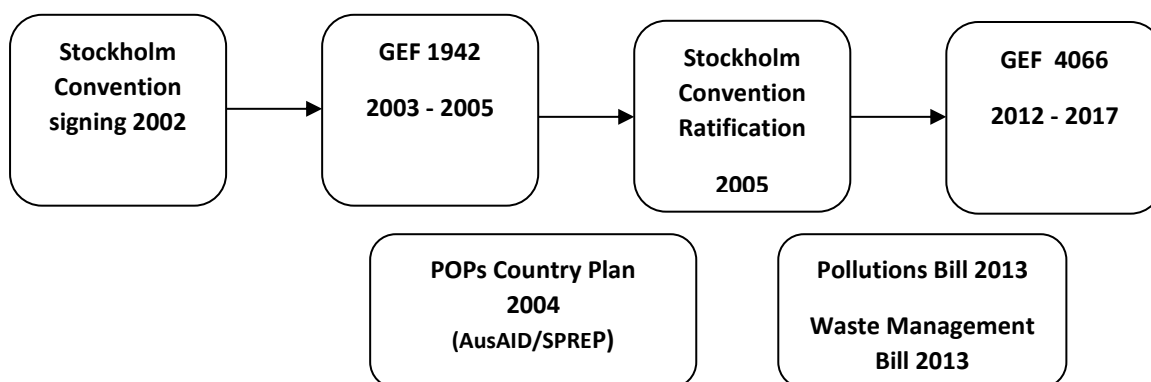 Stockholm
Convention
signing 2002
GEF 1942
2003 - 2005
Stockholm
Convention
Ratification
2005
GEF  4066
2012 - 2017
POPs Country Plan
2004
(AusAID/SPREP)
Pollutions Bill 2013
Waste Management
Bill 2013